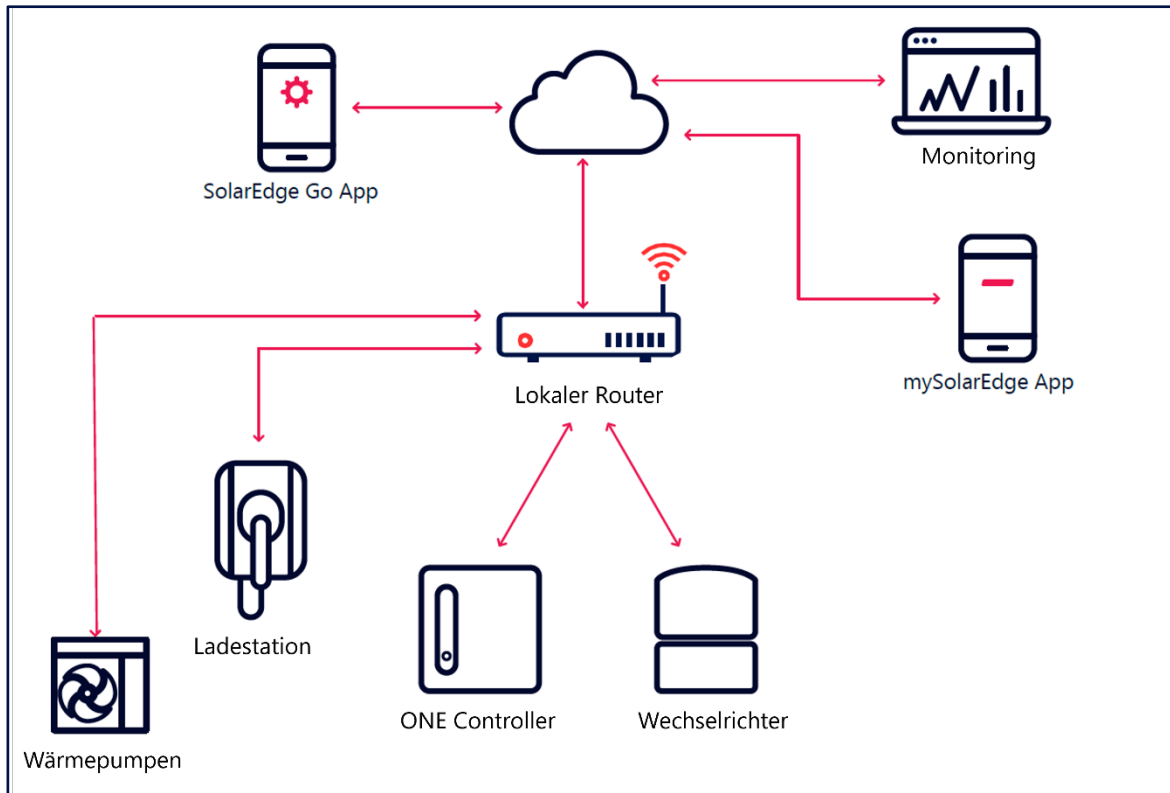 SolarEdge Go App
Monitoring
mySolarEdge App
Lokaler Router
Ladestation
ONE Controller
Wechselrichter
Wärmepumpen